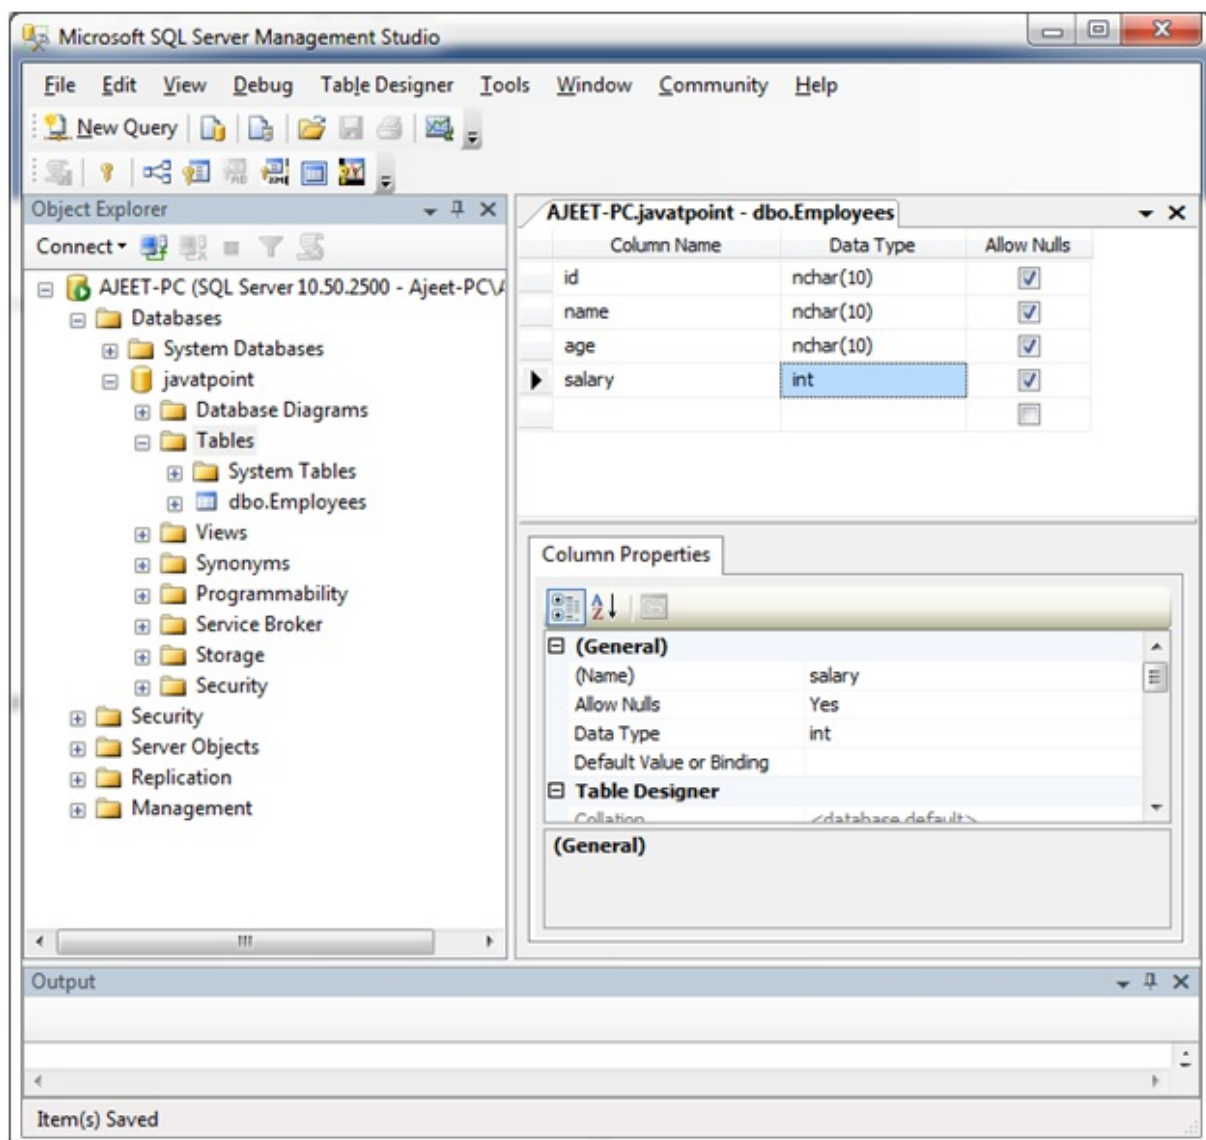 Microsoft SQL Server Management Studio
File Edit View Debug Table Designer Tools Window Community Help
New Query
Object Explorer
Connect
AJEET-PC (SQL Server 10.50.2500 - Ajeet-PC\A
Databases
System Databases
javatpoint
Database Diagrams
Tables
System Tables
dbo.Employees
Views
Synonyms
Programmability
Service Broker
Storage
Security
Security
Server Objects
Replication
Management
AJEET-PC.javatpoint - dbo.Employees
Column Name Data Type Allow Nulls
id nchar(10)
name nchar(10)
age nchar(10)
salary int
Column Properties
(General)
(Name) salary
Allow Nulls Yes
Data Type int
Default Value or Binding
Table Designer
Collation <database default>
(General)
Output
Item(s) Saved